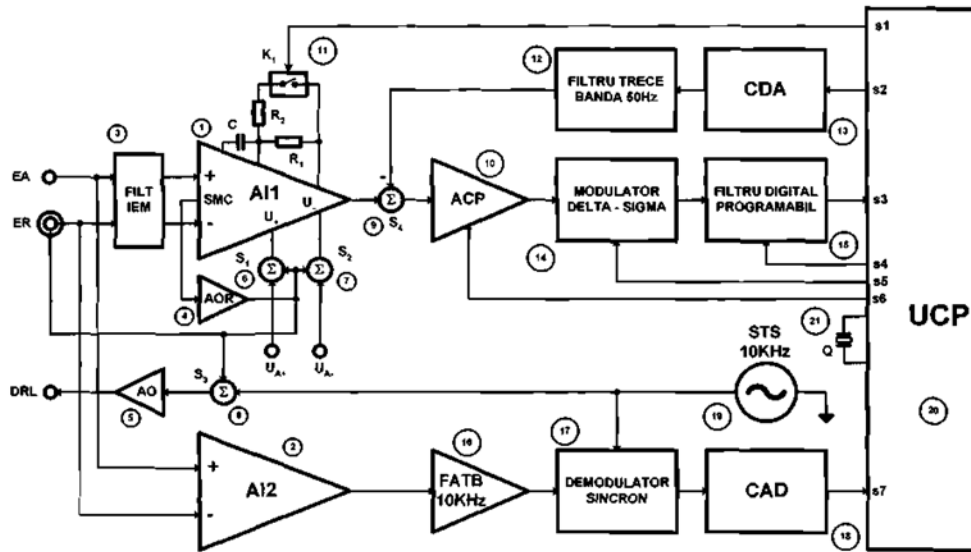 s1
K₁
11
12
FILTRU TRECE
BANDA 50Hz
CDA
s2
13
R₂
3
1
C
R₁
EA
FILT
IEM
+
SMC
-
AI1
U₊
U₋
ER
-
9
S₄
10
ACP
MODULATOR
DELTA - SIGMA
14
FILTRU DIGITAL
PROGRAMABIL
s3
15
s4
s5
s6
S₁
Σ
6
S₂
Σ
7
Σ
AOR
4
U_A+
U_A-
21
Q
UCP
STS
10KHz
19
20
DRL
AO
5
S₃
Σ
8
2
+
-
AI2
16
FATB
10KHz
17
DEMODULATOR
SINCRON
CAD
s7
18